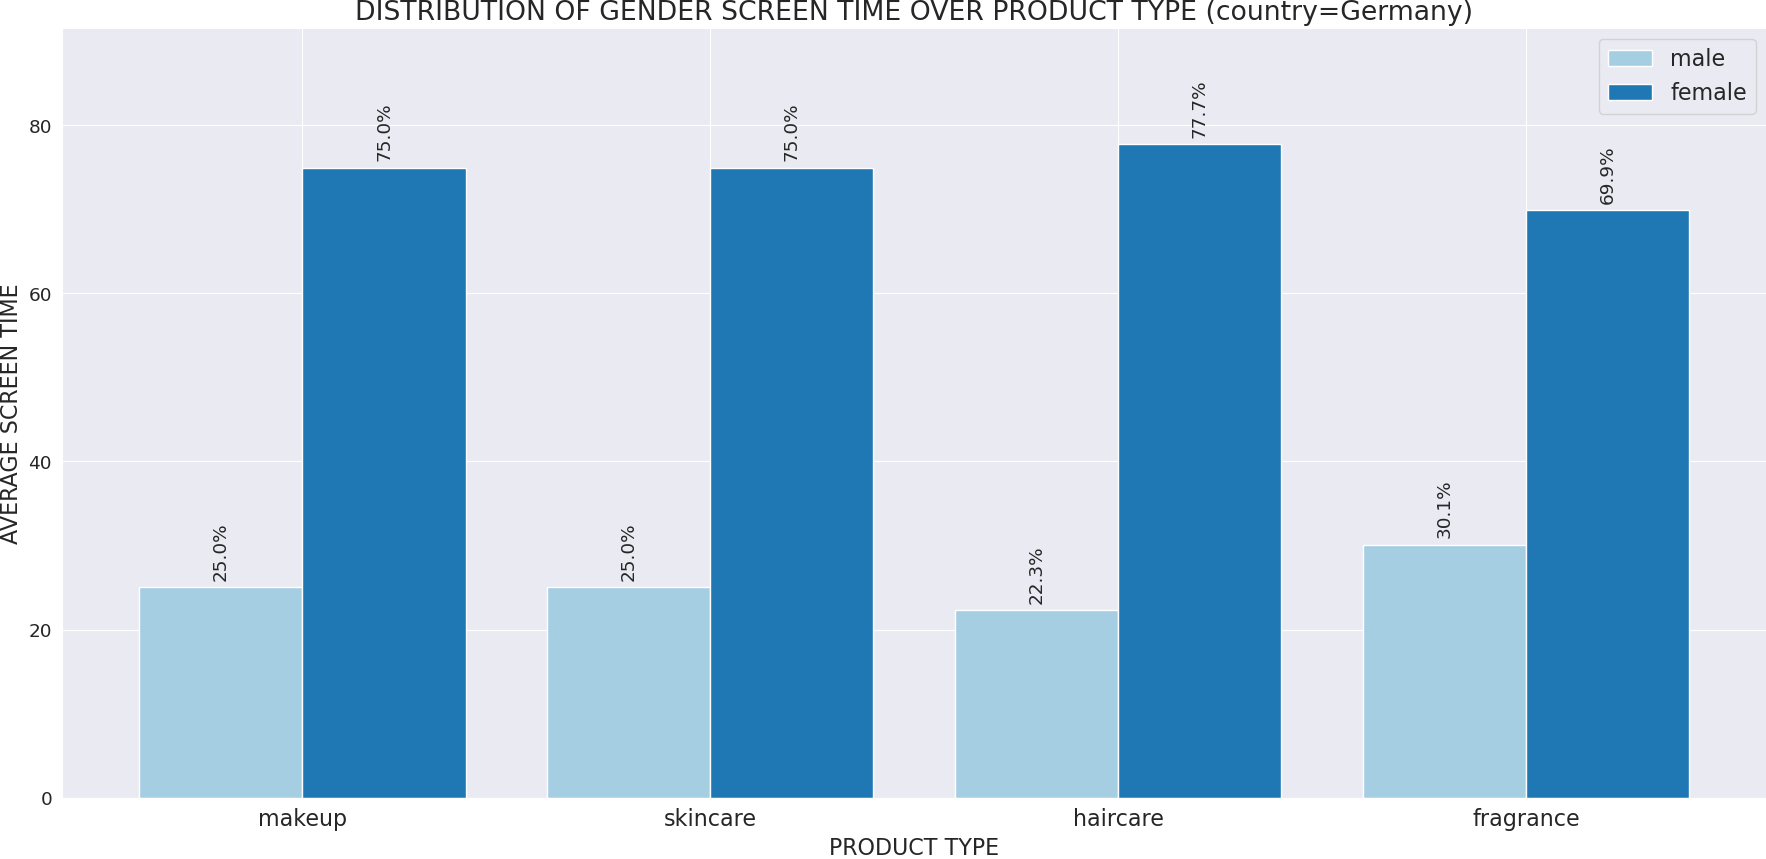 DISTRIBUTION OF GENDER SCREEN TIME OVER PRODUCT TYPE (country=Germany)
male
female
AVERAGE SCREEN TIME
80
60
40
20
0
25.0%
75.0%
25.0%
75.0%
22.3%
77.7%
30.1%
69.9%
makeup
skincare
haircare
fragrance
PRODUCT TYPE